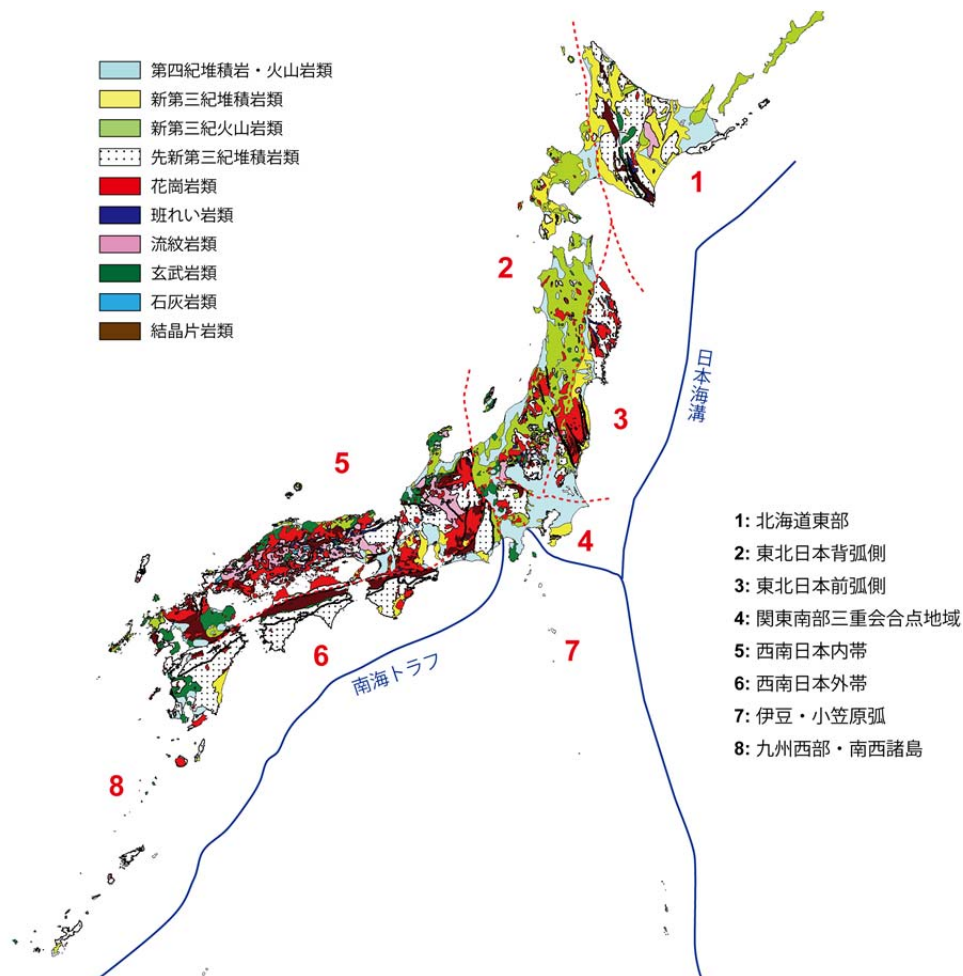 第四紀堆積岩・火山岩類
新第三紀堆積岩類
新第三紀火山岩類
先新第三紀堆積岩類
花崗岩類
班れい岩類
流紋岩類
玄武岩類
石灰岩類
結晶片岩類
1
2
日本海溝
3
5
4
6
7
南海トラフ
8
1: 北海道東部
2: 東北日本背弧側
3: 東北日本前弧側
4: 関東南部三重会合点地域
5: 西南日本内帯
6: 西南日本外帯
7: 伊豆・小笠原弧
8: 九州西部・南西諸島